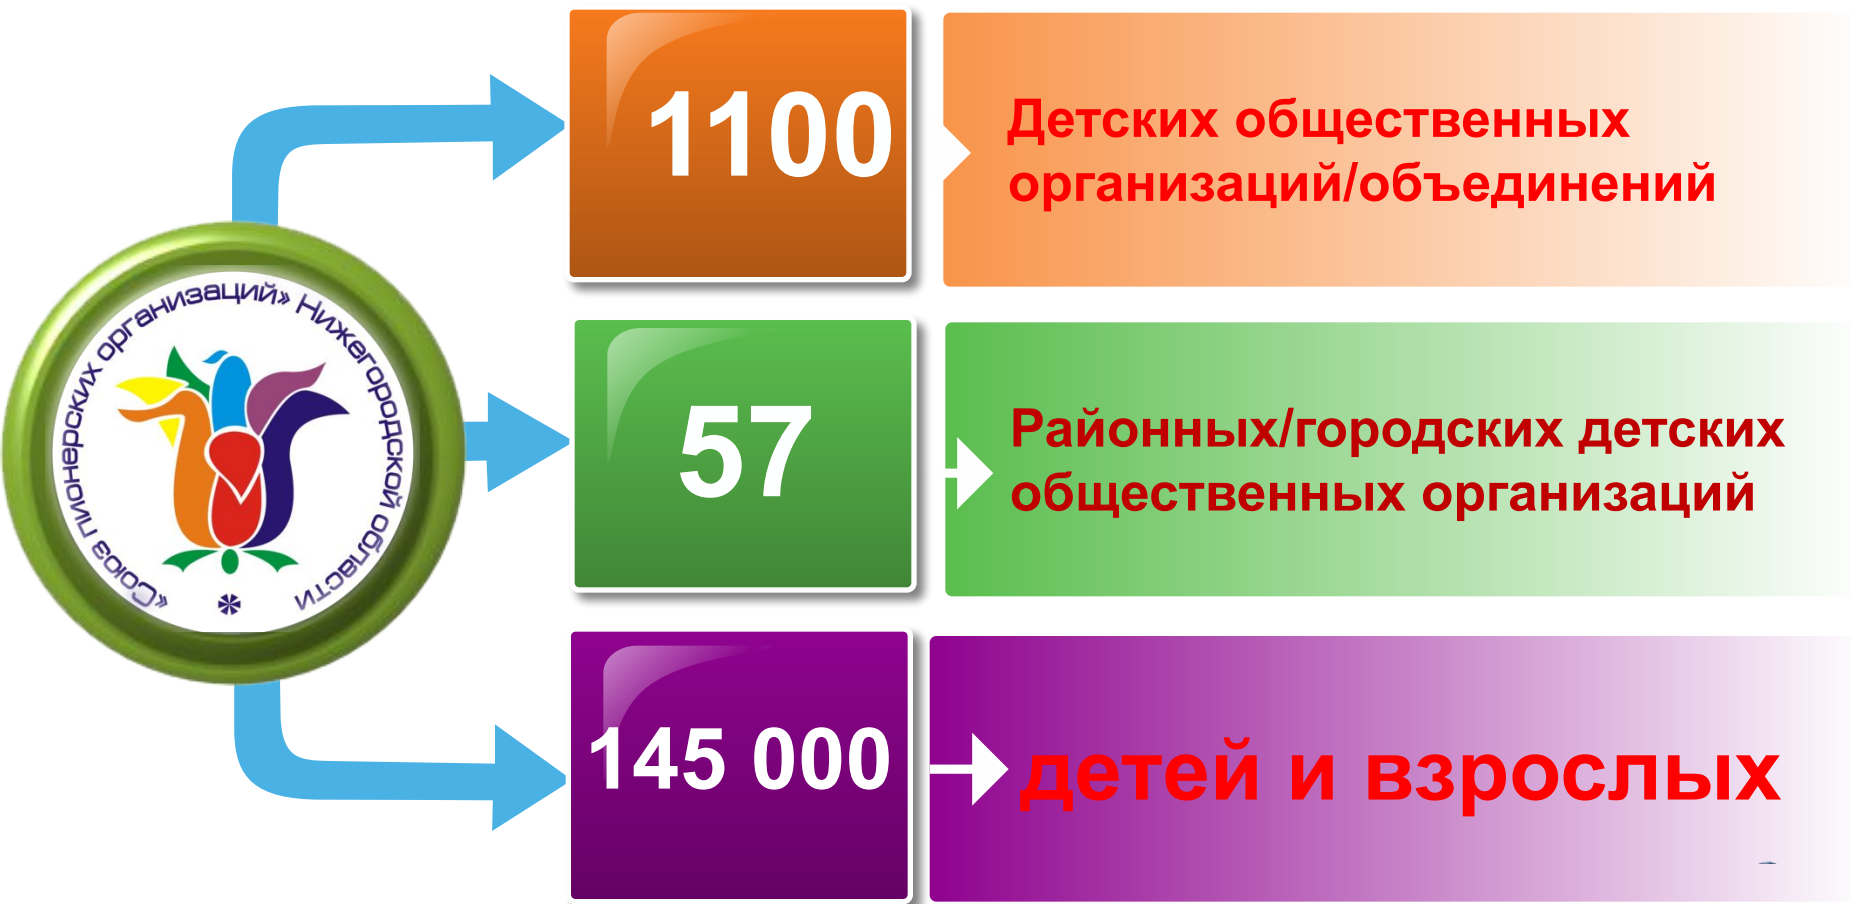 «Союз пионерских организаций» Нижегородской области
1100
Детских общественных
организаций/объединений
57
Районных/городских детских
общественных организаций
145 000
детей и взрослых